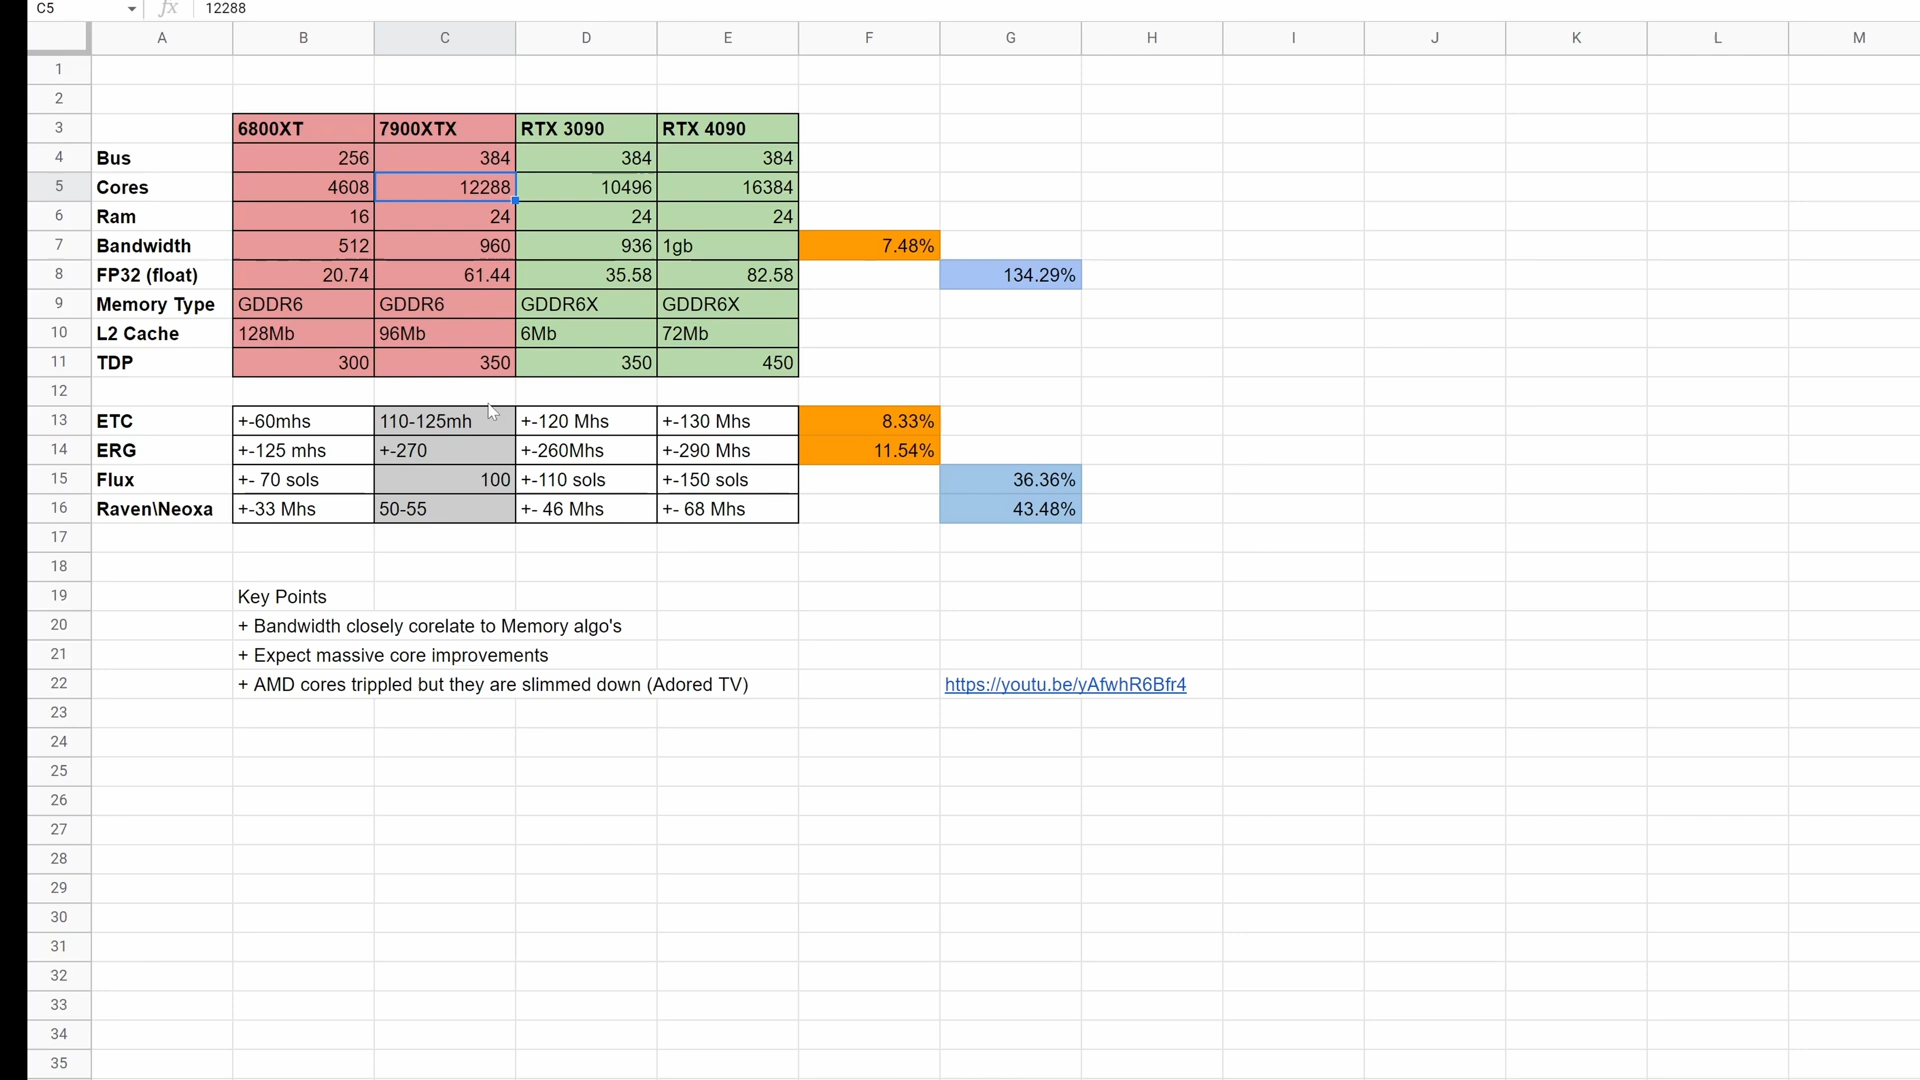 C5 fx 12288
A B C D E F G H I J K L M
1
2
3 6800XT 7900XTX RTX 3090 RTX 4090
4 Bus 256 384 384 384
5 Cores 4608 12288 10496 16384
6 Ram 16 24 24 24
7 Bandwidth 512 960 936 1gb 7.48%
8 FP32 (float) 20.74 61.44 35.58 82.58 134.29%
9 Memory Type GDDR6 GDDR6 GDDR6X GDDR6X
10 L2 Cache 128Mb 96Mb 6Mb 72Mb
11 TDP 300 350 350 450
12
13 ETC +-60mhs 110-125mh +-120 Mhs +-130 Mhs 8.33%
14 ERG +-125 mhs +-270 +-260Mhs +-290 Mhs 11.54%
15 Flux +- 70 sols 100 +-110 sols +-150 sols 36.36%
16 Raven\Neoxa +-33 Mhs 50-55 +- 46 Mhs +- 68 Mhs 43.48%
17
18
19 Key Points
20 + Bandwidth closely corelate to Memory algo's
21 + Expect massive core improvements
22 + AMD cores trippled but they are slimmed down (Adored TV) https://youtu.be/yAfwhR6Bfr4
23
24
25
26
27
28
29
30
31
32
33
34
35